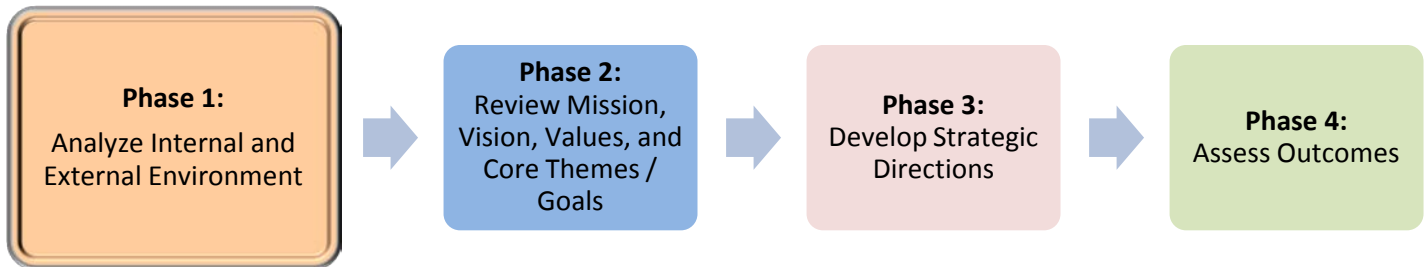 Phase 1:
Analyze Internal and
External Environment
Phase 2:
Review Mission,
Vision, Values, and
Core Themes /
Goals
Phase 3:
Develop Strategic
Directions
Phase 4:
Assess Outcomes